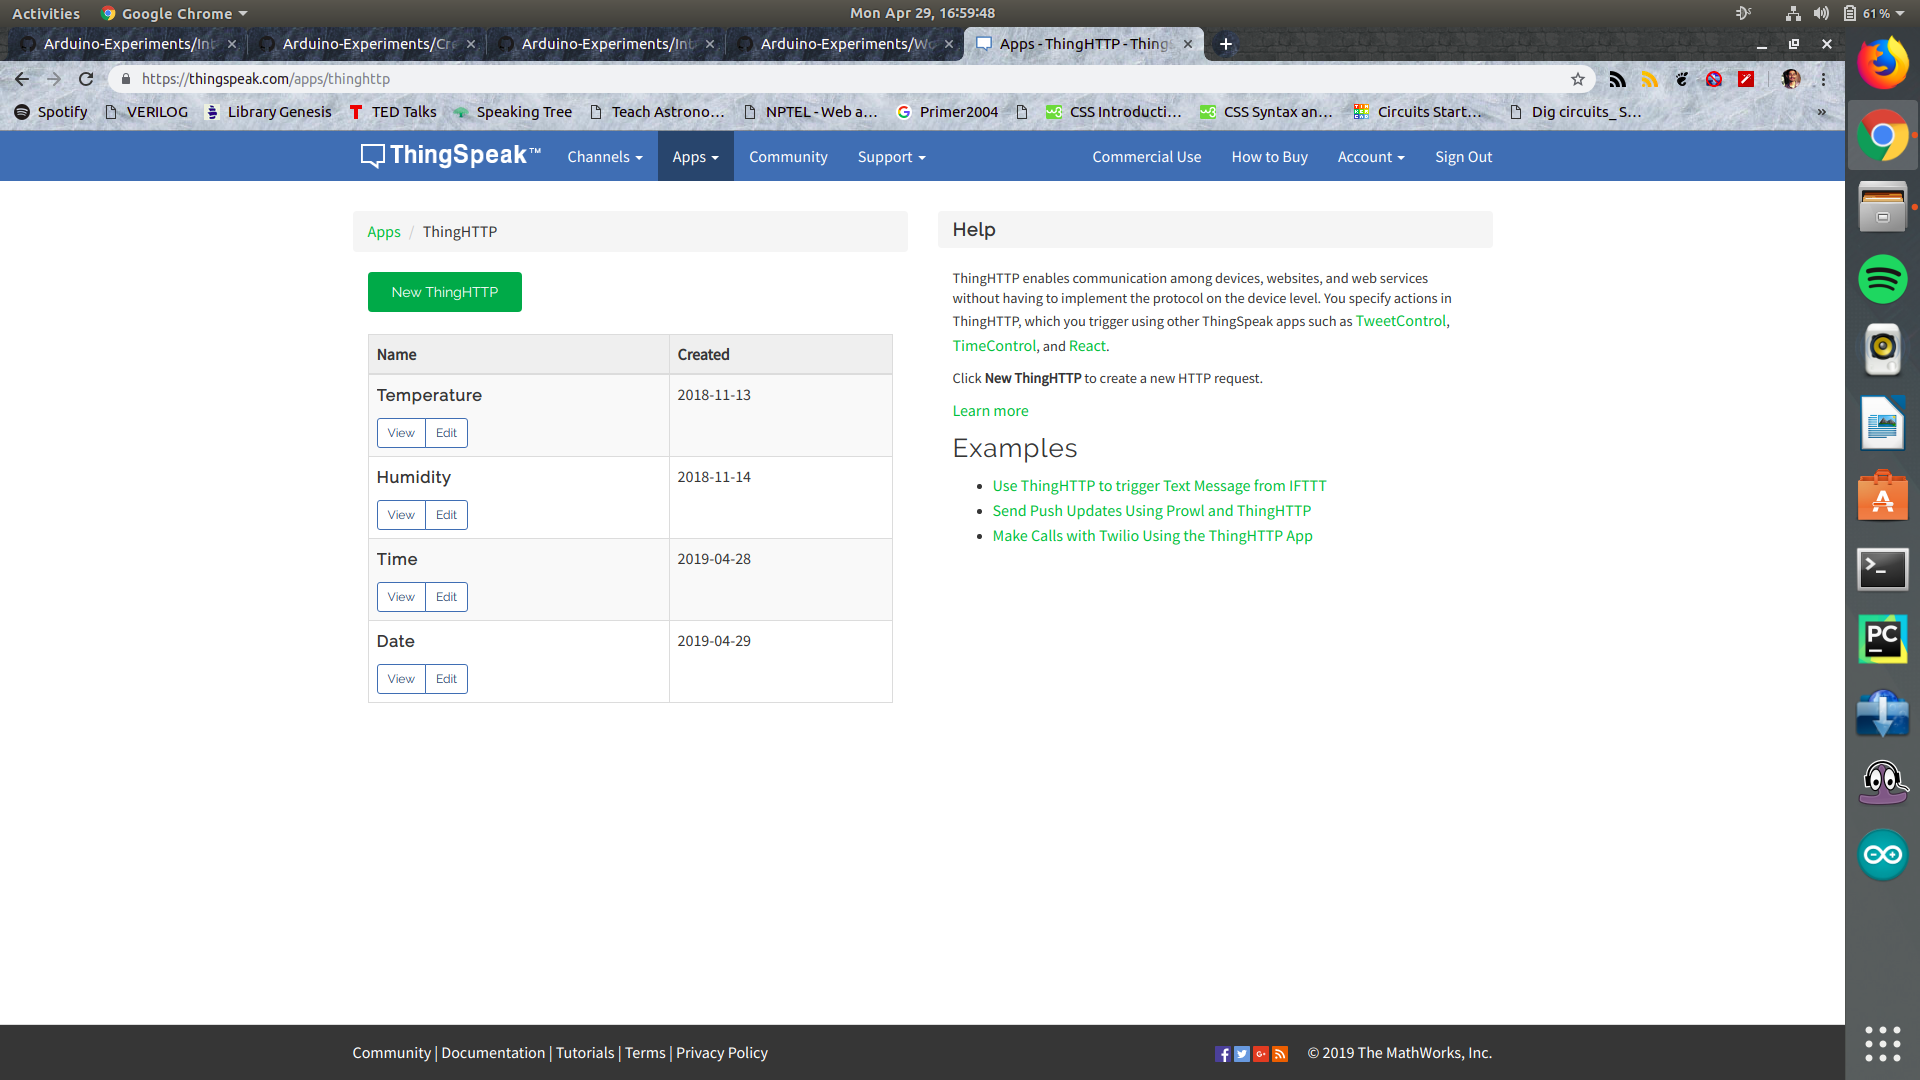 Activities Google Chrome Mon Apr 29, 16:59:48 61 %
Arduino-Experiments/Int Arduino-Experiments/Cre Arduino-Experiments/Int Arduino-Experiments/Wo Apps - ThingHTTP - ThingS
https://thingspeak.com/apps/thinghttp
Spotify VERILOG Library Genesis TED Talks Speaking Tree Teach Astrono... NPTEL - Web a... Primer2004 CSS Introducti... CSS Syntax an... Circuits Start... Dig circuits_ S... »
ThingSpeak™ Channels Apps Community Support Commercial Use How to Buy Account Sign Out
Apps / ThingHTTP
New ThingHTTP
Name Created
Temperature 2018-11-13
View Edit
Humidity 2018-11-14
View Edit
Time 2019-04-28
View Edit
Date 2019-04-29
View Edit
Help
ThingHTTP enables communication among devices, websites, and web services
without having to implement the protocol on the device level. You specify actions in
ThingHTTP, which you trigger using other ThingSpeak apps such as TweetControl,
TimeControl, and React.
Click New ThingHTTP to create a new HTTP request.
Learn more
Examples
• Use ThingHTTP to trigger Text Message from IFTTT
• Send Push Updates Using Prowl and ThingHTTP
• Make Calls with Twilio Using the ThingHTTP App
Community | Documentation | Tutorials | Terms | Privacy Policy
© 2019 The MathWorks, Inc.
PC